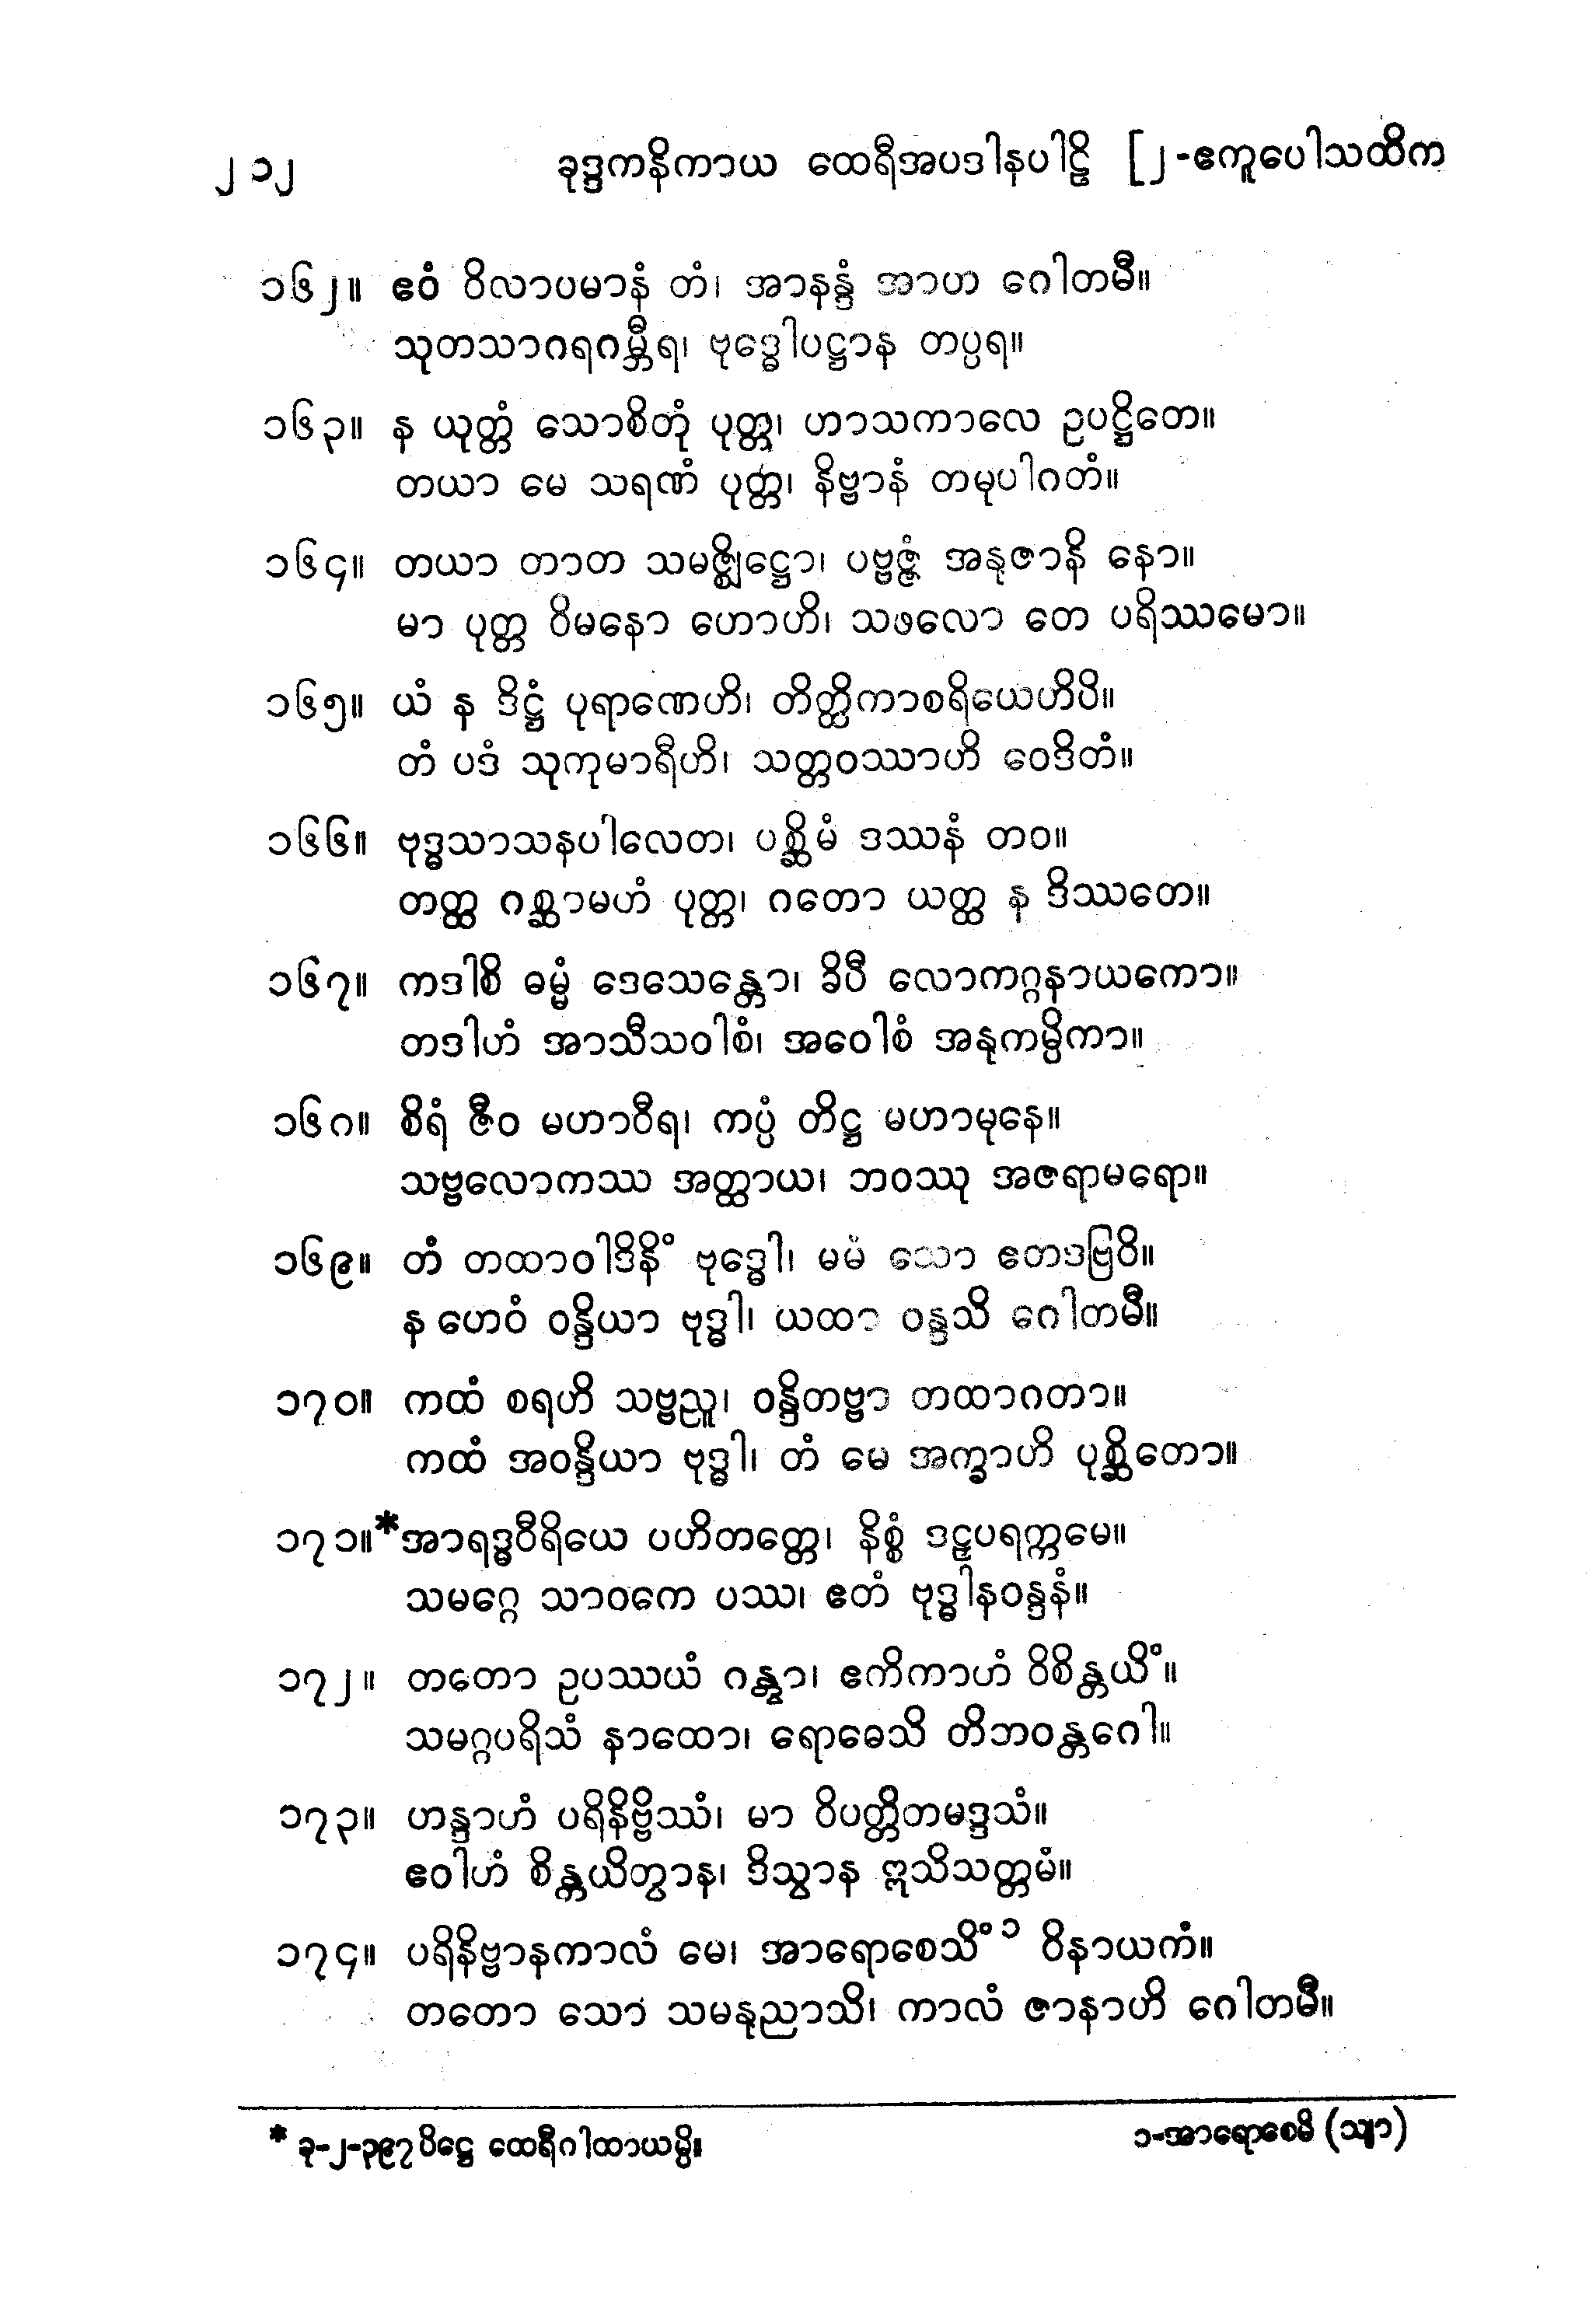 ၂၁၂ ခုဒ္ဒကနိကာယ ထေရီအပဒါနပါဠိ [၂-ဧကူပေါသထိက
၁၆၂။ ဧဝံ ဝိလာပမာနံ တံ၊ အာနန္ဒံ အာဟ ဂေါတမီ။
သုတသာဂရဂမ္ဘီရ၊ ဗုဒ္ဓေါပဋ္ဌာန တပ္ပရ။
၁၆၃။ န ယုတ္တံ သောစိတုံ ပုတ္တ၊ ဟာသကာလေ ဥပဋ္ဌိတေ။
တယာ မေ သရဏံ ပုတ္တ၊ နိဗ္ဗာနံ တမုပါဂတံ။
၁၆၄။ တယာ တာတ သမဇ္ဈိဋ္ဌော၊ ပဗ္ဗဇ္ဇံ အနုဇာနိ နော။
မာ ပုတ္တ ဝိမနော ဟောဟိ၊ သဖလော တေ ပရိဿမော။
၁၆၅။ ယံ န ဒိဋ္ဌံ ပုရာဏေဟိ၊ တိတ္ထိကာစရိယေဟိပိ။
တံ ပဒံ သုကုမာရီဟိ၊ သတ္တဝဿာဟိ ဝေဒိတံ။
၁၆၆။ ဗုဒ္ဓသာသနပါလေတ၊ ပစ္ဆိမံ ဒဿနံ တဝ။
တတ္ထ ဂစ္ဆာမဟံ ပုတ္တ၊ ဂတော ယတ္ထ န ဒိဿတေ။
၁၆၇။ ကဒါစိ ဓမ္မံ ဒေသေန္တော၊ ခိပီ လောကဂ္ဂနာယကော။
တဒါဟံ အာသီသဝါစံ၊ အဝေါစံ အနုကမ္ပိကာ။
၁၆၈။ စိရံ ဇီဝ မဟာဝီရ၊ ကပ္ပံ တိဋ္ဌ မဟာမုနေ။
သဗ္ဗလောကဿ အတ္ထာယ၊ ဘဝဿု အဇရာမရော။
၁၆၉။ တံ တထာဝါဒိနိံ ဗုဒ္ဓေါ၊ မမံ သော ဧတဒဗြဝိ။
န ဟေဝံ ဝန္ဒိယာ ဗုဒ္ဓါ၊ ယထာ ဝန္ဒသိ ဂေါတမီ။
၁၇၀။ ကထံ စရဟိ သဗ္ဗညူ၊ ဝန္ဒိတဗ္ဗာ တထာဂတာ။
ကထံ အဝန္ဒိယာ ဗုဒ္ဓါ၊ တံ မေ အက္ခာဟိ ပုစ္ဆိတော။
၁၇၁။*အာရဒ္ဓဝီရိယေ ပဟိတတ္တေ၊ နိစ္စံ ဒဠှပရက္ကမေ။
သမဂ္ဂေ သာဝကေ ပဿ၊ ဧတံ ဗုဒ္ဓါနဝန္ဒနံ။
၁၇၂။ တတော ဥပဿယံ ဂန္တွာ၊ ဧကိကာဟံ ဝိစိန္တယိံ။
သမဂ္ဂပရိသံ နာထော၊ ရောဓေသိ တိဘဝန္တဂေါ။
၁၇၃။ ဟန္ဒာဟံ ပရိနိဗ္ဗိဿံ၊ မာ ဝိပတ္တိတမဒ္ဒသံ။
ဧဝါဟံ စိန္တယိတွာန၊ ဒိသွာန ဣသိသတ္တမံ။
၁၇၄။ ပရိနိဗ္ဗာနကာလံ မေ၊ အာရောစေသိံ ၁ ဝိနာယကံ။
တတော သော သမနုညာသိ၊ ကာလံ ဇာနာဟိ ဂေါတမီ။
* ခု-၂-၃၉၇ပိဋ္ဌေ ထေရီဂါထာယမ္ပိ။ ၁-အာရောစေမိ (သျာ)